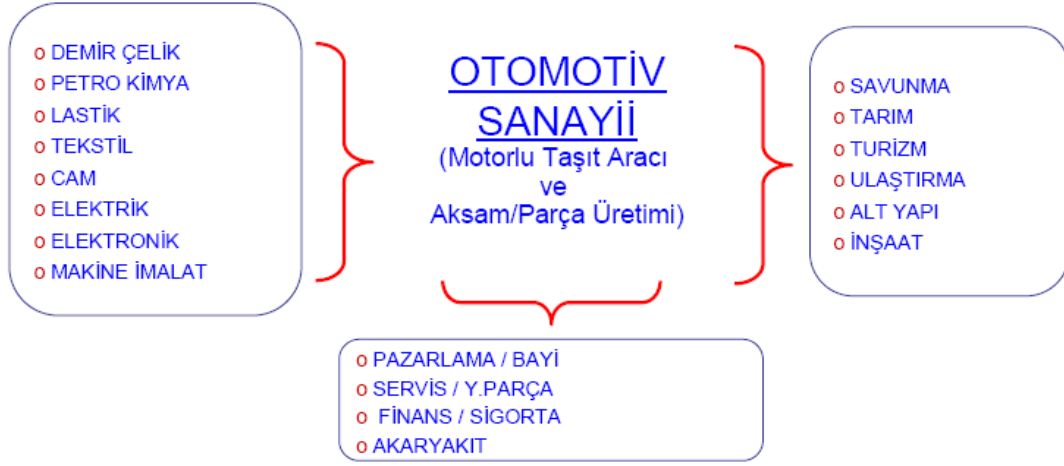 o DEMİR ÇELİK
o PETRO KİMYA
o LASTİK
o TEKSTİL
o CAM
o ELEKTRİK
o ELEKTRONİK
o MAKİNE İMALAT
OTOMOTİV
SANAYİİ
(Motorlu Taşıt Aracı
ve
Aksam/Parça Üretimi)
o SAVUNMA
o TARIM
o TURİZM
o ULAŞTIRMA
o ALT YAPI
o İNŞAAT
o PAZARLAMA / BAYİ
o SERVİS / Y.PARÇA
o FİNANS / SİGORTA
o AKARYAKIT